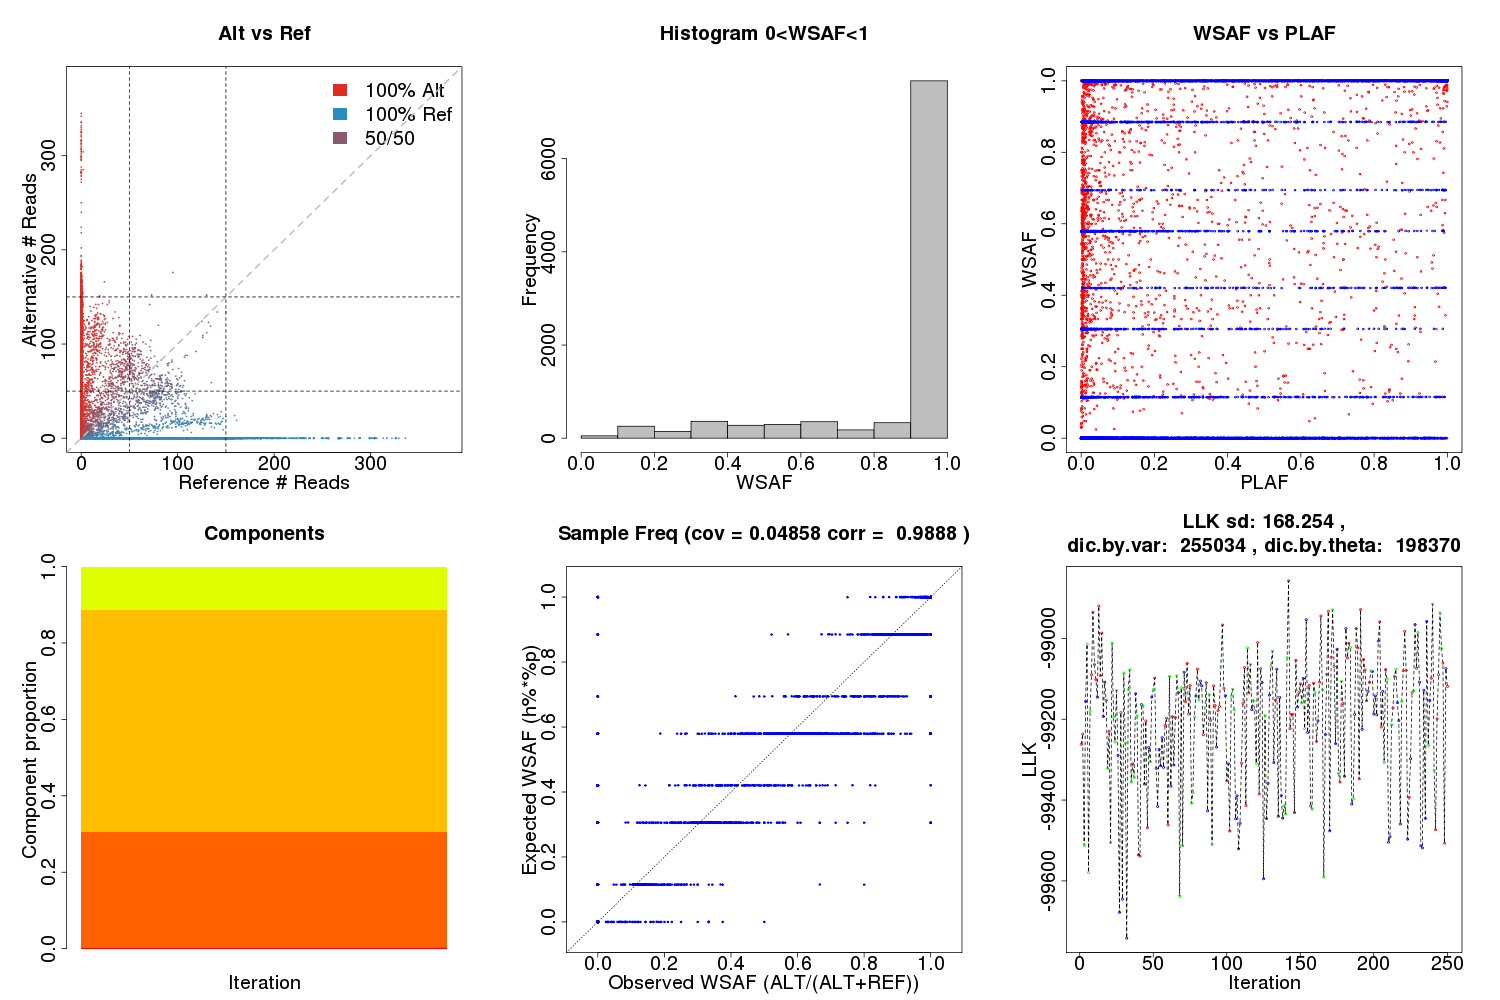 Alt vs Ref
100% Alt
100% Ref
50/50
Alternative # Reads
0 100 200 300
0 100 200 300
Reference # Reads
Histogram 0<WSAF<1
Frequency
0 2000 4000 6000
0.0 0.2 0.4 0.6 0.8 1.0
WSAF
WSAF vs PLAF
WSAF
0.0 0.2 0.4 0.6 0.8 1.0
0.0 0.2 0.4 0.6 0.8 1.0
PLAF
Components
Component proportion
0.0 0.2 0.4 0.6 0.8 1.0
Iteration
Sample Freq (cov = 0.04858 corr = 0.9888 )
Expected WSAF (h%*%p)
0.0 0.2 0.4 0.6 0.8 1.0
0.0 0.2 0.4 0.6 0.8 1.0
Observed WSAF (ALT/(ALT+REF))
LLK sd: 168.254 ,
dic.by.var: 255034 , dic.by.theta: 198370
LLK
-99600 -99400 -99200 -99000
0 50 100 150 200 250
Iteration